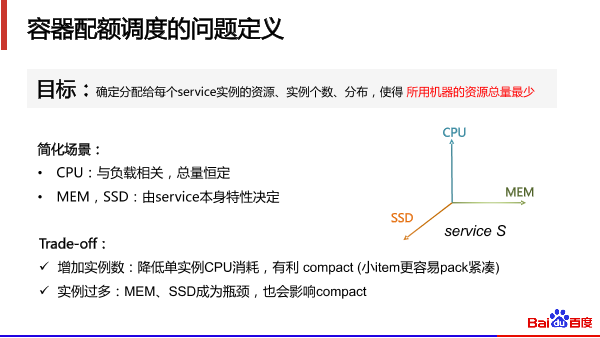 容器配额调度的问题定义
目标：确定分配给每个service实例的资源、实例个数、分布，使得 所用机器的资源总量最少
简化场景：
• CPU：与负载相关，总量恒定
• MEM，SSD：由service本身特性决定
CPU
MEM
SSD
service S
Trade-off：
✓ 增加实例数：降低单实例CPU消耗，有利 compact (小item更容易pack紧凑)
✓ 实例过多：MEM、SSD成为瓶颈，也会影响compact
Bai du 百度